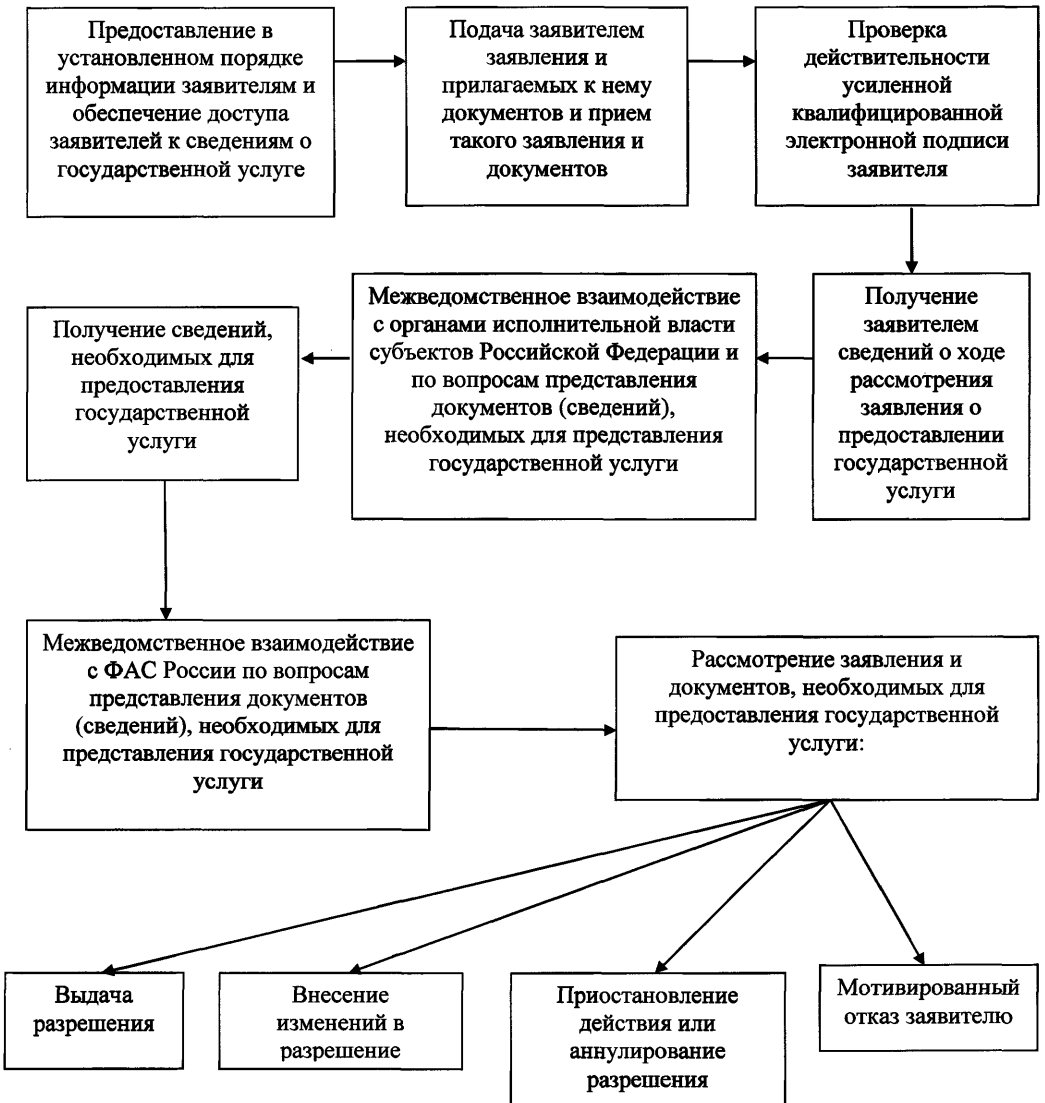 Предоставление в
установленном порядке
информации заявителям и
обеспечение доступа
заявителей к сведениям о
государственной услуге
Подача заявителем
заявления и
прилагаемых к нему
документов и прием
такого заявления и
документов
Проверка
действительности
усиленной
квалифицированной
электронной подписи
заявителя
Получение
заявителем
сведений о ходе
рассмотрения
заявления о
предоставлении
государственной
услуги
Межведомственное взаимодействие
с органами исполнительной власти
субъектов Российской Федерации и
по вопросам представления
документов (сведений),
необходимых для представления
государственной услуги
Получение сведений,
необходимых для
предоставления
государственной
услуги
Межведомственное взаимодействие
с ФАС России по вопросам
представления документов
(сведений), необходимых для
представления государственной
услуги
Рассмотрение заявления и
документов, необходимых для
предоставления государственной
услуги:
Выдача
разрешения
Внесение
изменений в
разрешение
Приостановление
действия или
аннулирование
разрешения
Мотивированный
отказ заявителю